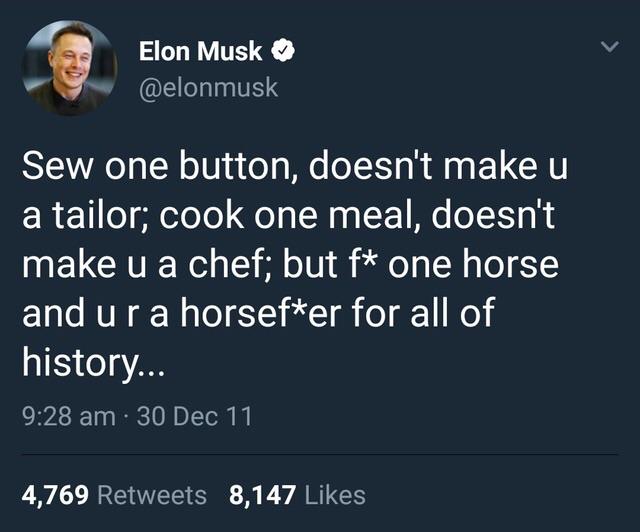 Elon Musk
@elonmusk
Sew one button, doesn't make u
a tailor; cook one meal, doesn't
make u a chef; but f* one horse
and u r a horsef*er for all of
history...
9:28 am · 30 Dec 11
4,769 Retweets 8,147 Likes